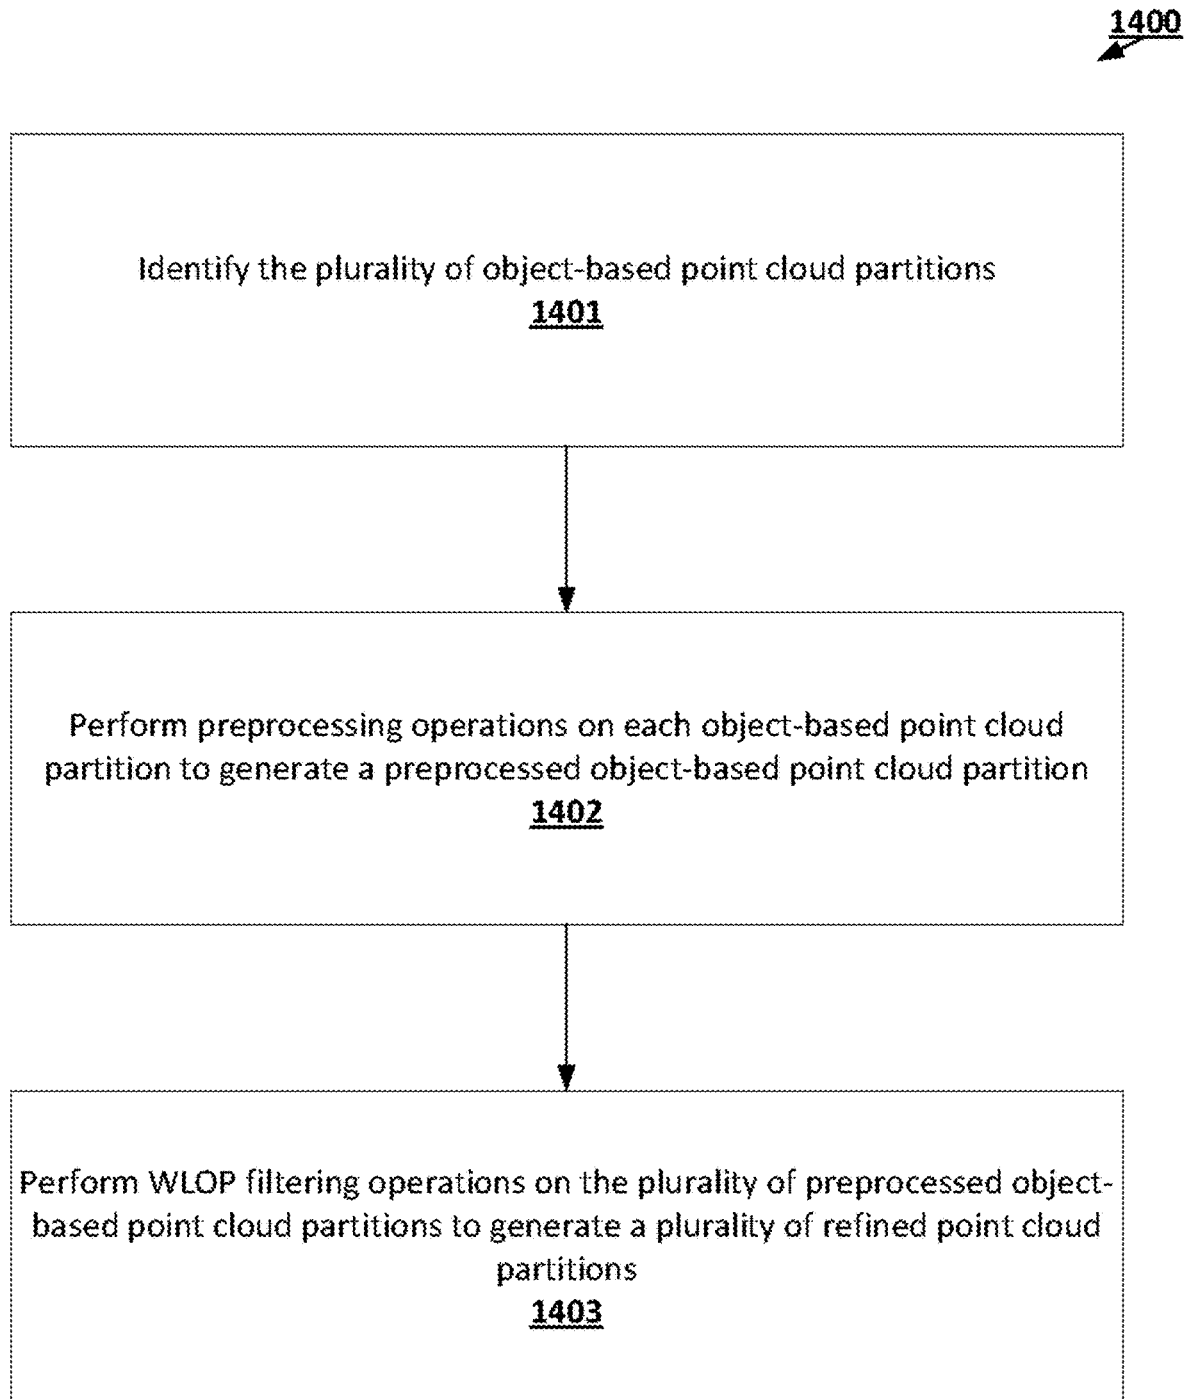 1400
Identify the plurality of object-based point cloud partitions
1401
Perform preprocessing operations on each object-based point cloud
partition to generate a preprocessed object-based point cloud partition
1402
Perform WLOP filtering operations on the plurality of preprocessed object-
based point cloud partitions to generate a plurality of refined point cloud
partitions
1403